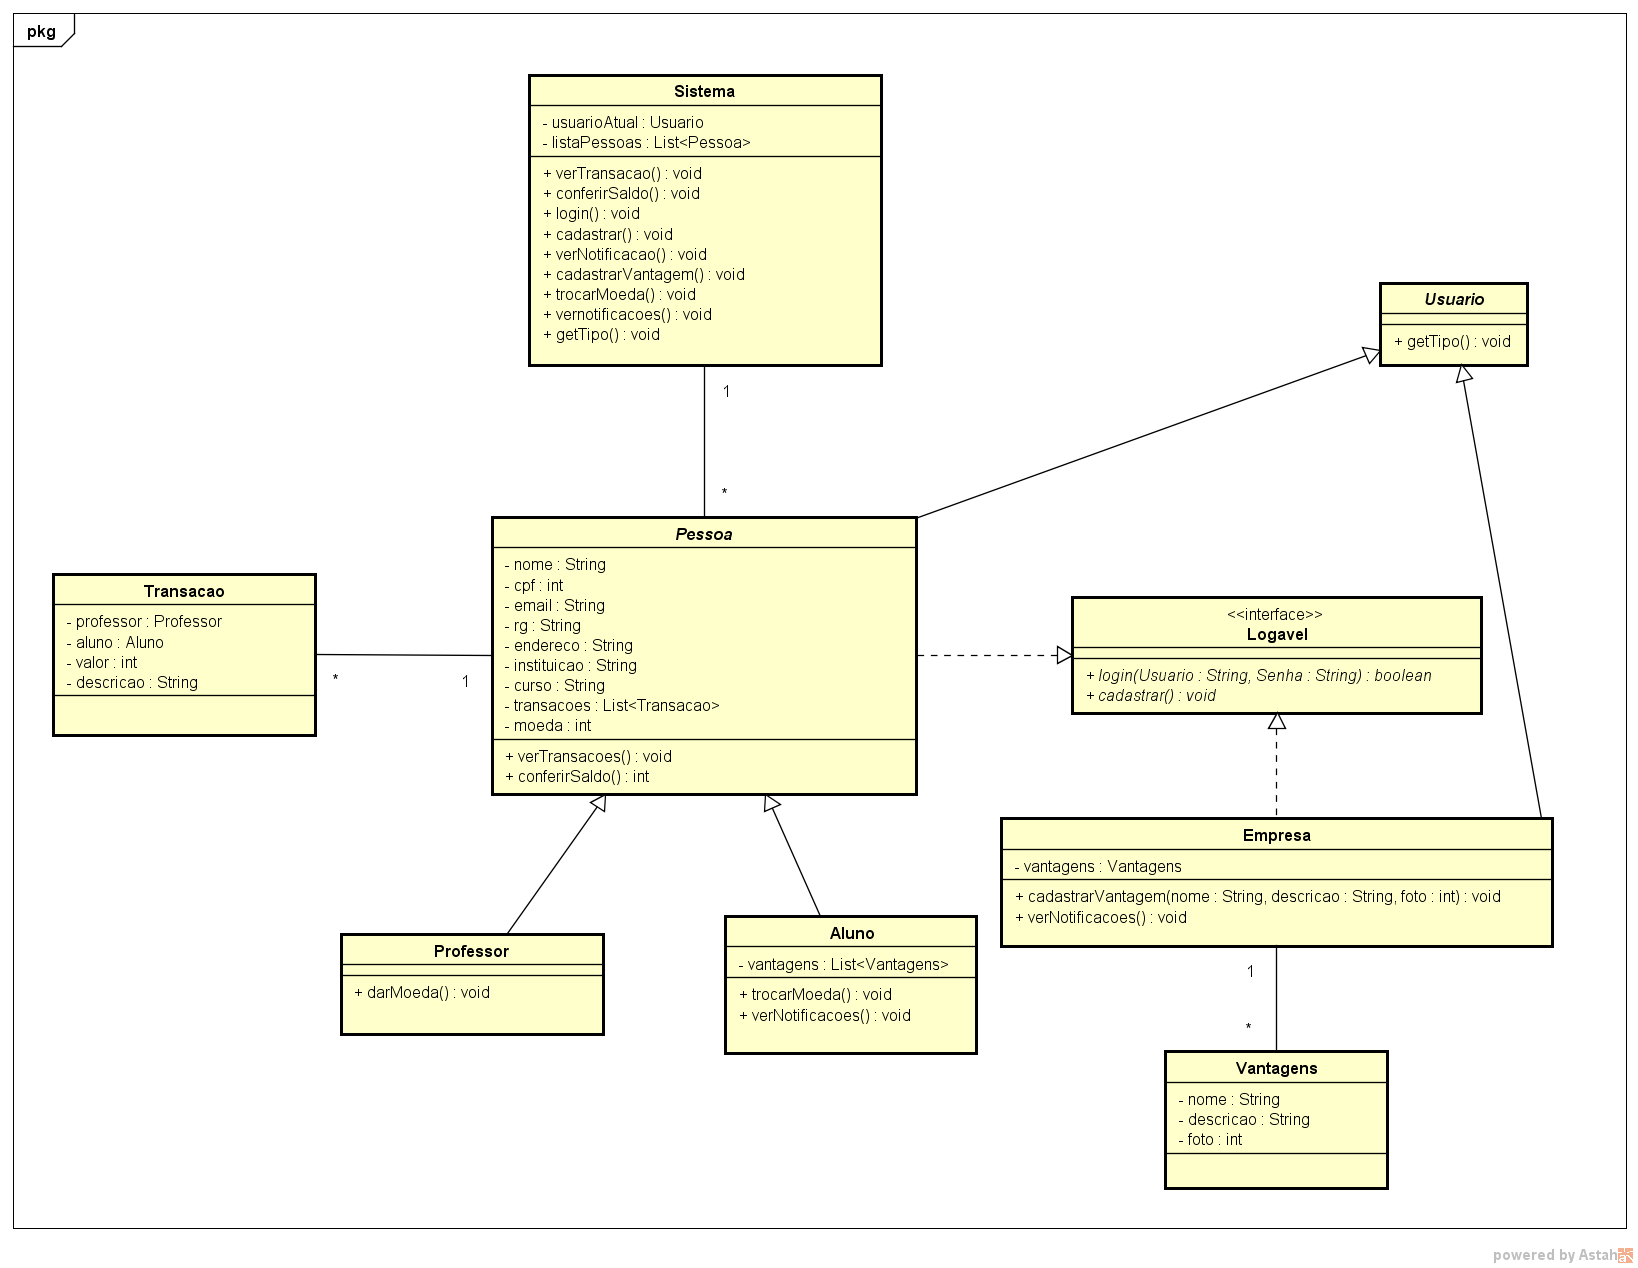 pkg
Sistema
- usuarioAtual : Usuario
- listaPessoas : List<Pessoa>
+ verTransacao() : void
+ conferirSaldo() : void
+ login() : void
+ cadastrar() : void
+ verNotificacao() : void
+ cadastrarVantagem() : void
+ trocarMoeda() : void
+ vernotificacoes() : void
+ getTipo() : void
Usuario
+ getTipo() : void
1
*
Pessoa
- nome : String
- cpf : int
- email : String
- rg : String
- endereco : String
- instituicao : String
- curso : String
- transacoes : List<Transacao>
- moeda : int
+ verTransacoes() : void
+ conferirSaldo() : int
Transacao
- professor : Professor
- aluno : Aluno
- valor : int
- descricao : String
*
1
<<interface>>
Logavel
+ login(Usuario : String, Senha : String) : boolean
+ cadastrar() : void
Empresa
- vantagens : Vantagens
+ cadastrarVantagem(nome : String, descricao : String, foto : int) : void
+ verNotificacoes() : void
Professor
+ darMoeda() : void
Aluno
- vantagens : List<Vantagens>
+ trocarMoeda() : void
+ verNotificacoes() : void
1
*
Vantagens
- nome : String
- descricao : String
- foto : int
powered by Astah